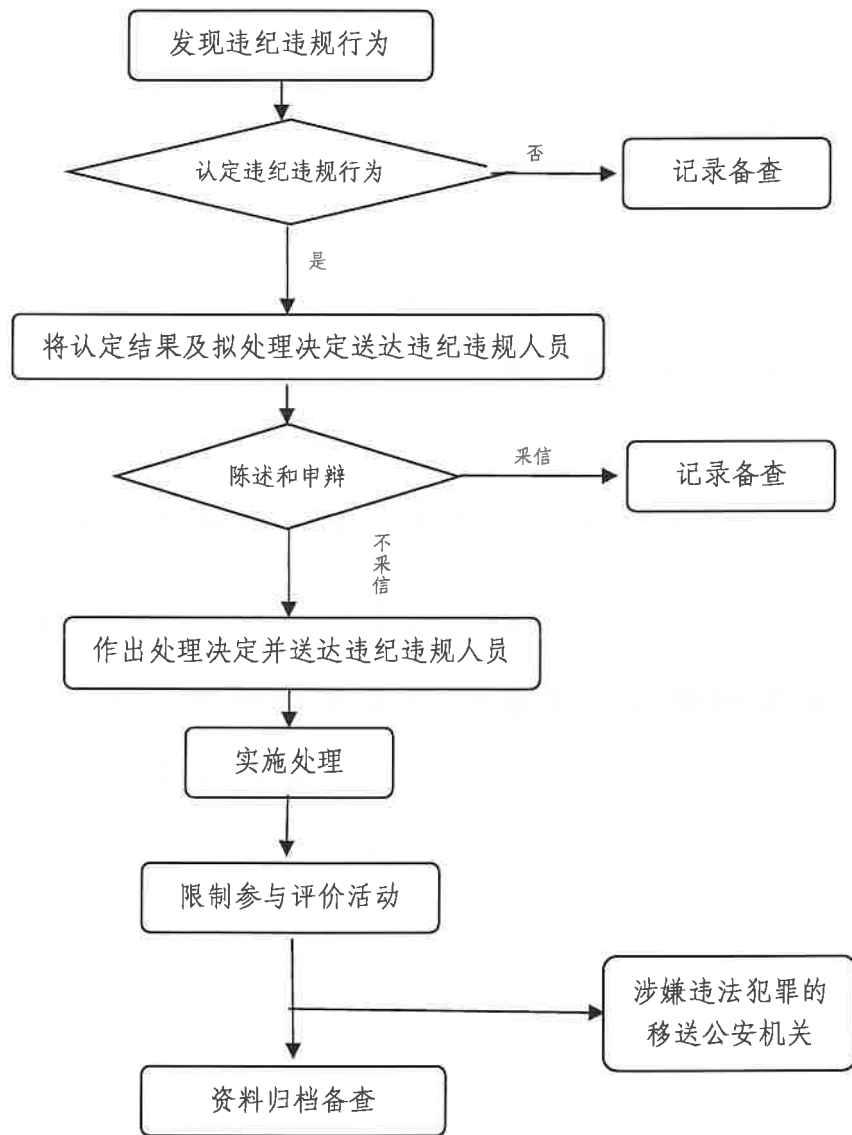 发现违纪违规行为
认定违纪违规行为
否
记录备查
是
将认定结果及拟处理决定送达违纪违规人员
陈述和申辩
采信
记录备查
不
采
信
作出处理决定并送达违纪违规人员
实施处理
限制参与评价活动
涉嫌违法犯罪的
移送公安机关
资料归档备查